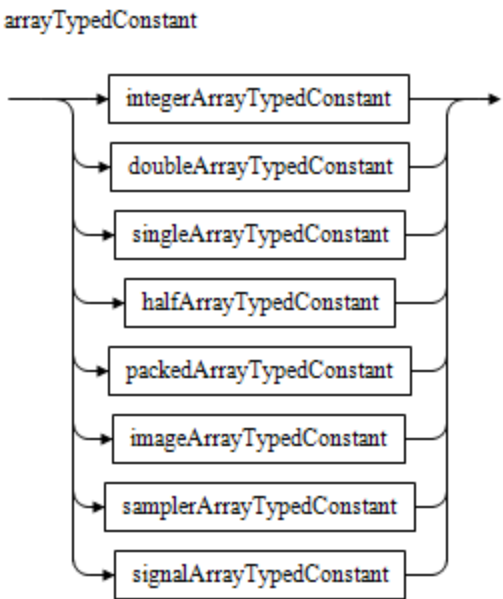 arrayTypedConstant
integerArrayTypedConstant
doubleArrayTypedConstant
singleArrayTypedConstant
halfArrayTypedConstant
packedArrayTypedConstant
imageArrayTypedConstant
samplerArrayTypedConstant
signalArrayTypedConstant